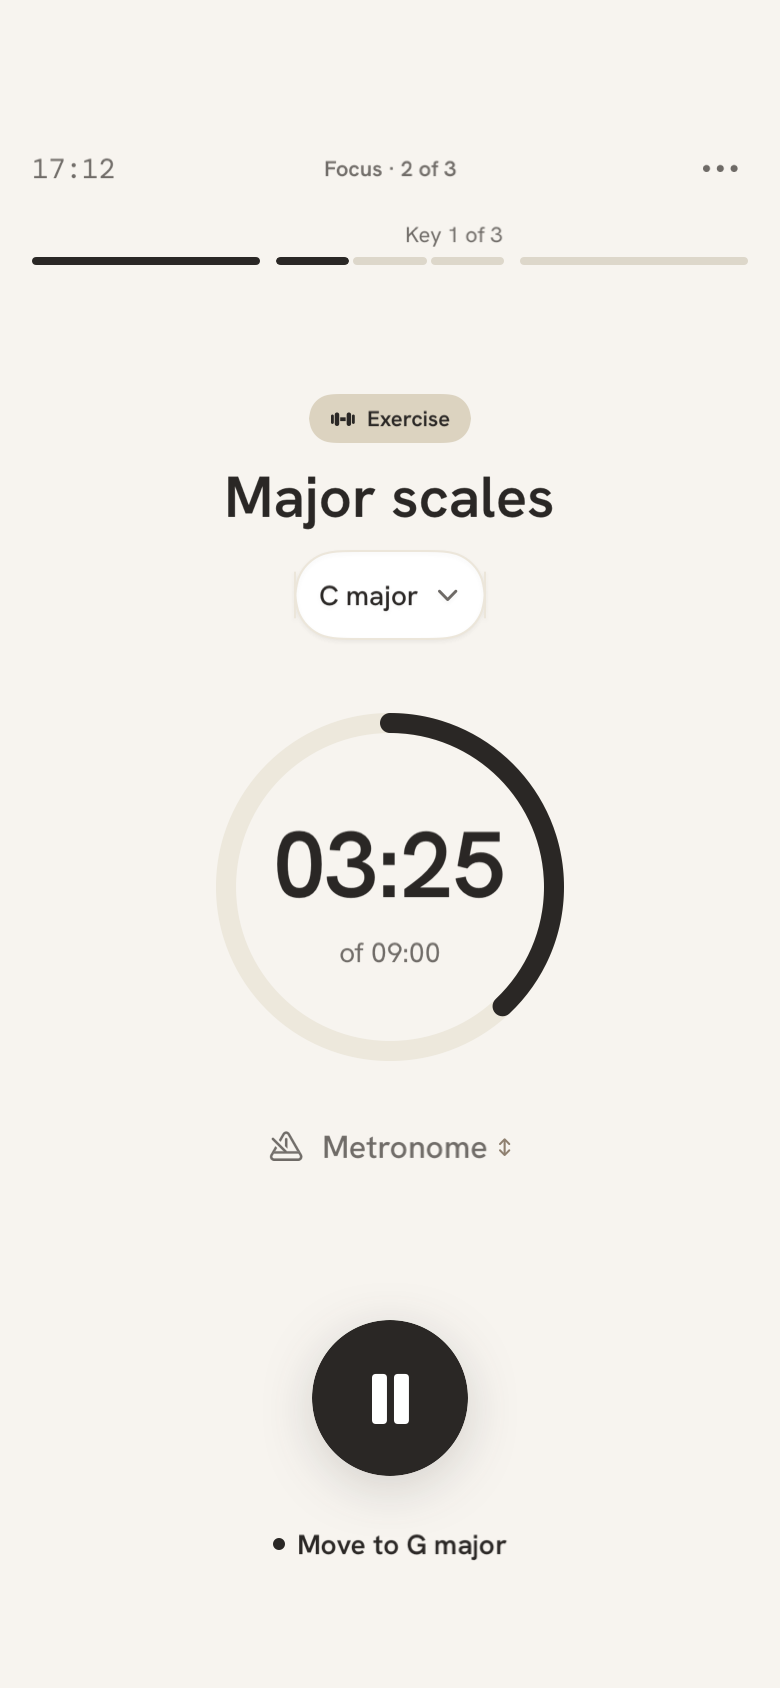 17:12
Focus · 2 of 3
Key 1 of 3
Exercise
Major scales
C major
03:25
of 09:00
Metronome
Move to G major